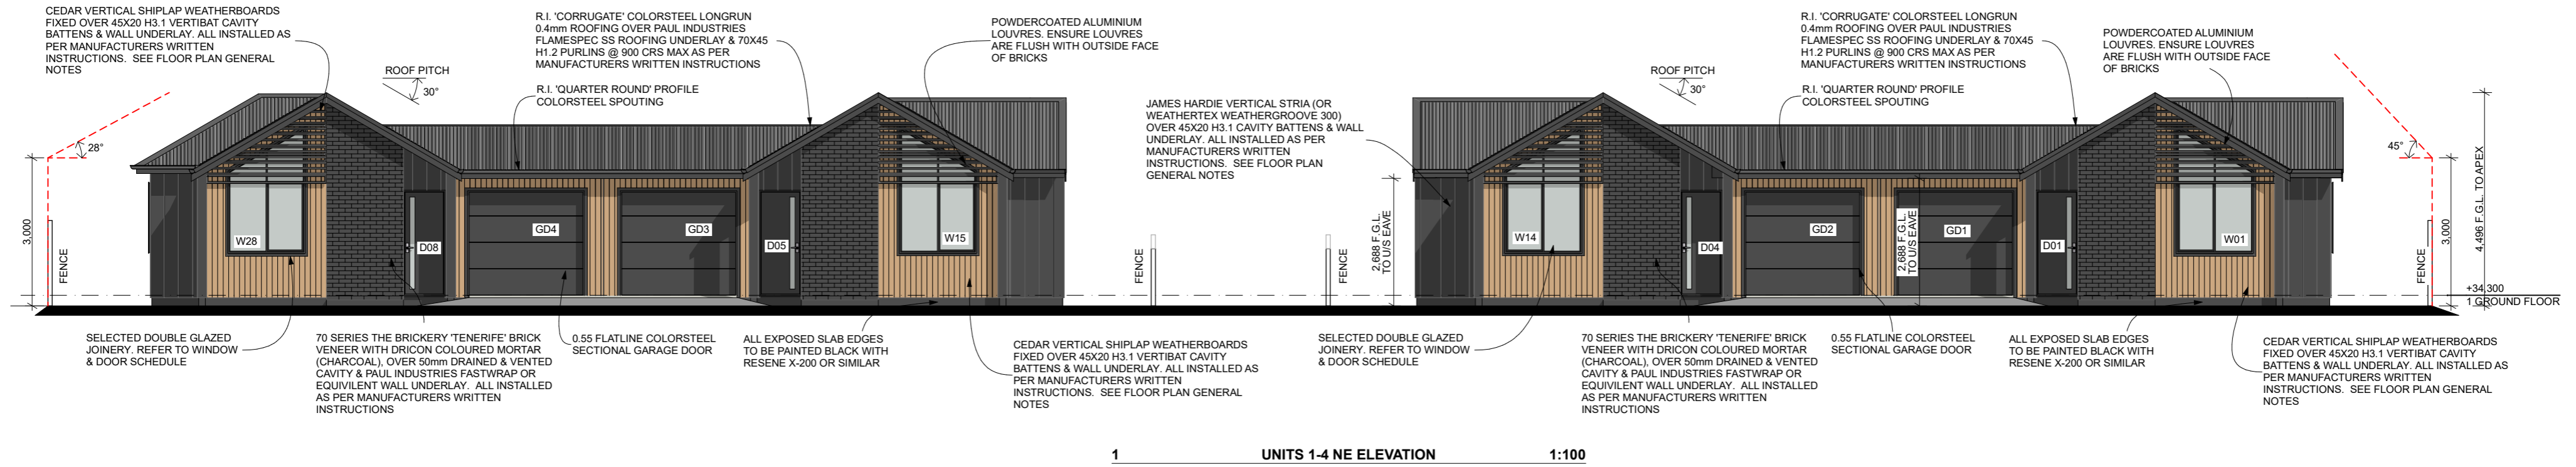 CEDAR VERTICAL SHIPLAP WEATHERBOARDS
FIXED OVER 45X20 H3.1 VERTIBAT CAVITY
BATTENS & WALL UNDERLAY. ALL INSTALLED AS
PER MANUFACTURERS WRITTEN
INSTRUCTIONS. SEE FLOOR PLAN GENERAL
NOTES
ROOF PITCH
30°
R.I. 'CORRUGATE' COLORSTEEL LONGRUN
0.4mm ROOFING OVER PAUL INDUSTRIES
FLAMESPEC SS ROOFING UNDERLAY & 70X45
H1.2 PURLINS @ 900 CRS MAX AS PER
MANUFACTURERS WRITTEN INSTRUCTIONS
R.I. 'QUARTER ROUND' PROFILE
COLORSTEEL SPOUTING
POWDERCOATED ALUMINIUM
LOUVRES. ENSURE LOUVRES
ARE FLUSH WITH OUTSIDE FACE
OF BRICKS
JAMES HARDIE VERTICAL STRIA (OR
WEATHERTEX WEATHERGROOVE 300)
OVER 45X20 H3.1 CAVITY BATTENS & WALL
UNDERLAY. ALL INSTALLED AS PER
MANUFACTURERS WRITTEN
INSTRUCTIONS. SEE FLOOR PLAN
GENERAL NOTES
ROOF PITCH
30°
R.I. 'CORRUGATE' COLORSTEEL LONGRUN
0.4mm ROOFING OVER PAUL INDUSTRIES
FLAMESPEC SS ROOFING UNDERLAY & 70X45
H1.2 PURLINS @ 900 CRS MAX AS PER
MANUFACTURERS WRITTEN INSTRUCTIONS
R.I. 'QUARTER ROUND' PROFILE
COLORSTEEL SPOUTING
POWDERCOATED ALUMINIUM
LOUVRES. ENSURE LOUVRES
ARE FLUSH WITH OUTSIDE FACE
OF BRICKS
28°
45°
3,000
FENCE
W28
D08
GD4
GD3
D05
W15
FENCE
FENCE
2,688 F.G.L.
TO U/S EAVE
W14
D04
GD2
2,688 F.G.L.
TO U/S EAVE
GD1
D01
W01
FENCE
3,000
4,496 F.G.L. TO APEX
+34,300
1 GROUND FLOOR
SELECTED DOUBLE GLAZED
JOINERY. REFER TO WINDOW
& DOOR SCHEDULE
70 SERIES THE BRICKERY 'TENERIFE' BRICK
VENEER WITH DRICON COLOURED MORTAR
(CHARCOAL), OVER 50mm DRAINED & VENTED
CAVITY & PAUL INDUSTRIES FASTWRAP OR
EQUIVILENT WALL UNDERLAY. ALL INSTALLED
AS PER MANUFACTURERS WRITTEN
INSTRUCTIONS
0.55 FLATLINE COLORSTEEL
SECTIONAL GARAGE DOOR
ALL EXPOSED SLAB EDGES
TO BE PAINTED BLACK WITH
RESENE X-200 OR SIMILAR
CEDAR VERTICAL SHIPLAP WEATHERBOARDS
FIXED OVER 45X20 H3.1 VERTIBAT CAVITY
BATTENS & WALL UNDERLAY. ALL INSTALLED AS
PER MANUFACTURERS WRITTEN
INSTRUCTIONS. SEE FLOOR PLAN GENERAL
NOTES
SELECTED DOUBLE GLAZED
JOINERY. REFER TO WINDOW
& DOOR SCHEDULE
70 SERIES THE BRICKERY 'TENERIFE' BRICK
VENEER WITH DRICON COLOURED MORTAR
(CHARCOAL), OVER 50mm DRAINED & VENTED
CAVITY & PAUL INDUSTRIES FASTWRAP OR
EQUIVILENT WALL UNDERLAY. ALL INSTALLED
AS PER MANUFACTURERS WRITTEN
INSTRUCTIONS
0.55 FLATLINE COLORSTEEL
SECTIONAL GARAGE DOOR
ALL EXPOSED SLAB EDGES
TO BE PAINTED BLACK WITH
RESENE X-200 OR SIMILAR
CEDAR VERTICAL SHIPLAP WEATHERBOARDS
FIXED OVER 45X20 H3.1 VERTIBAT CAVITY
BATTENS & WALL UNDERLAY. ALL INSTALLED AS
PER MANUFACTURERS WRITTEN
INSTRUCTIONS. SEE FLOOR PLAN GENERAL
NOTES
1 UNITS 1-4 NE ELEVATION 1:100